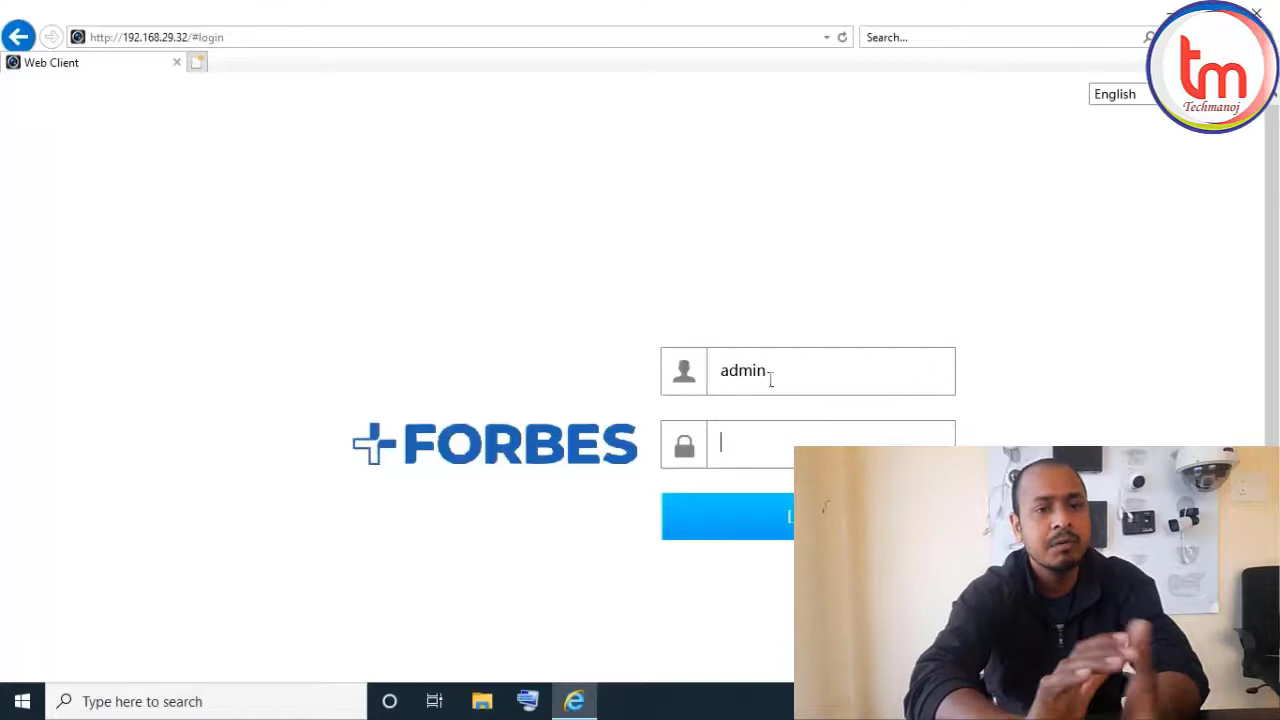 http://192.168.29.32/#login
Search...
Web Client
English
tm
Techmanoj
admin
FORBES
Type here to search